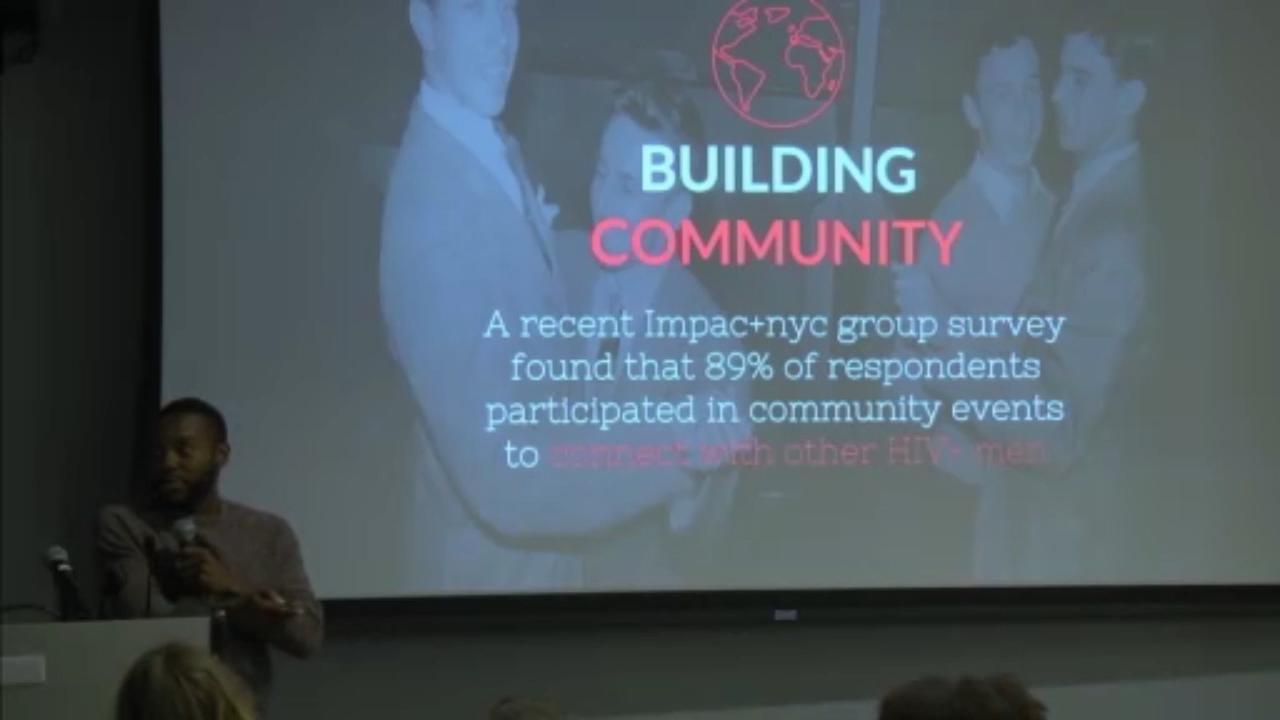 BUILDING
COMMUNITY
A recent Impac+nyc group survey
found that 89% of respondents
participated in community events
to connect with other HIV+ men